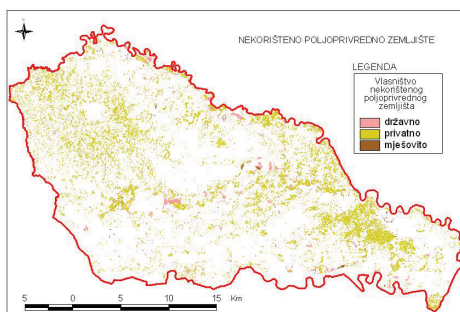 NEKORIŠTENO POLJOPRIVREDNO ZEMLJIŠTE
LEGENDA
Vlasništvo
nekorištenog
poljoprivrednog
zemljišta
državno
privatno
mješovito
5 0 5 10 15 Km